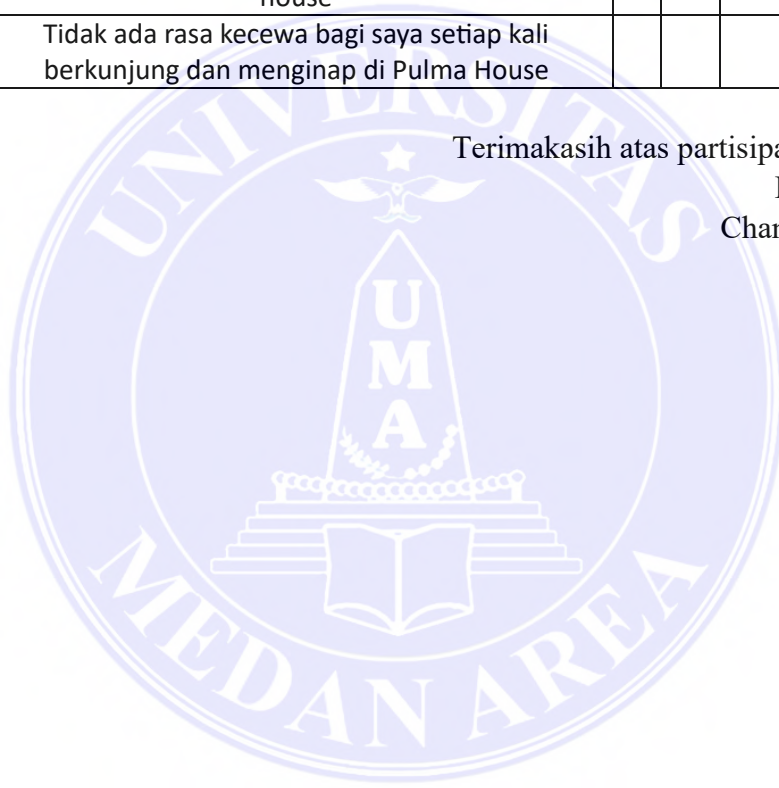 house
Tidak ada rasa kecewa bagi saya setiap kali
berkunjung dan menginap di Pulma House
Terimakasih atas
UNIVERSITAS
U
M
A
MEDAN AREA